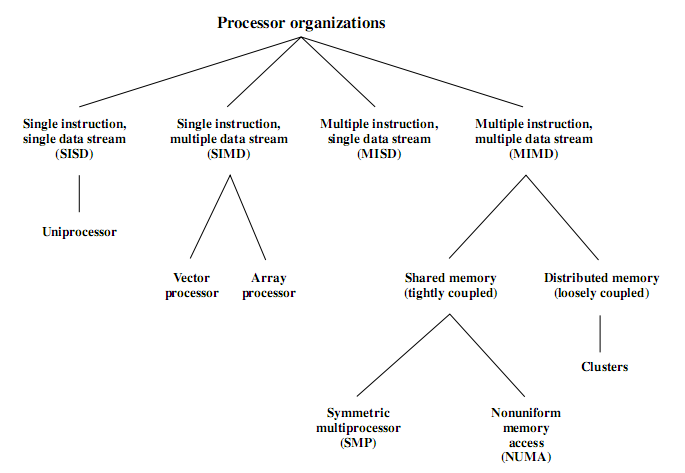 Processor organizations
Single instruction,
single data stream
(SISD)
Single instruction,
multiple data stream
(SIMD)
Multiple instruction,
single data stream
(MISD)
Multiple instruction,
multiple data stream
(MIMD)
Uniprocessor
Vector
processor
Array
processor
Shared memory
(tightly coupled)
Distributed memory
(loosely coupled)
Clusters
Symmetric
multiprocessor
(SMP)
Nonuniform
memory
access
(NUMA)